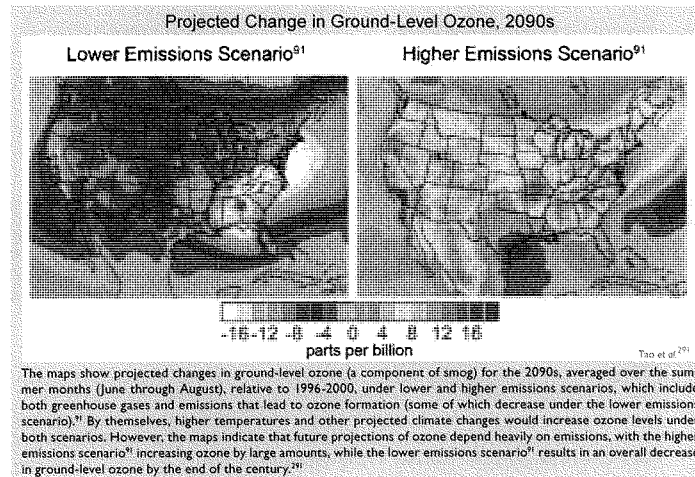 Projected Change in Ground-Level Ozone, 2090s
Lower Emissions Scenario⁹¹ Higher Emissions Scenario⁹¹
-16 -12 -8 -4 0 4 8 12 16
parts per billion
Tao et al.²⁹¹
The maps show projected changes in ground-level ozone (a component of smog) for the 2090s, averaged over the sum
mer months (June through August), relative to 1996-2000, under lower and higher emissions scenarios, which include
both greenhouse gases and emissions that lead to ozone formation (some of which decrease under the lower emission
scenario).⁹¹ By themselves, higher temperatures and other projected climate changes would increase ozone levels unde
both scenarios. However, the maps indicate that future projections of ozone depend heavily on emissions, with the highe
emissions scenario⁹¹ increasing ozone by large amounts, while the lower emissions scenario⁹¹ results in an overall decreas
in ground-level ozone by the end of the century.²⁹¹